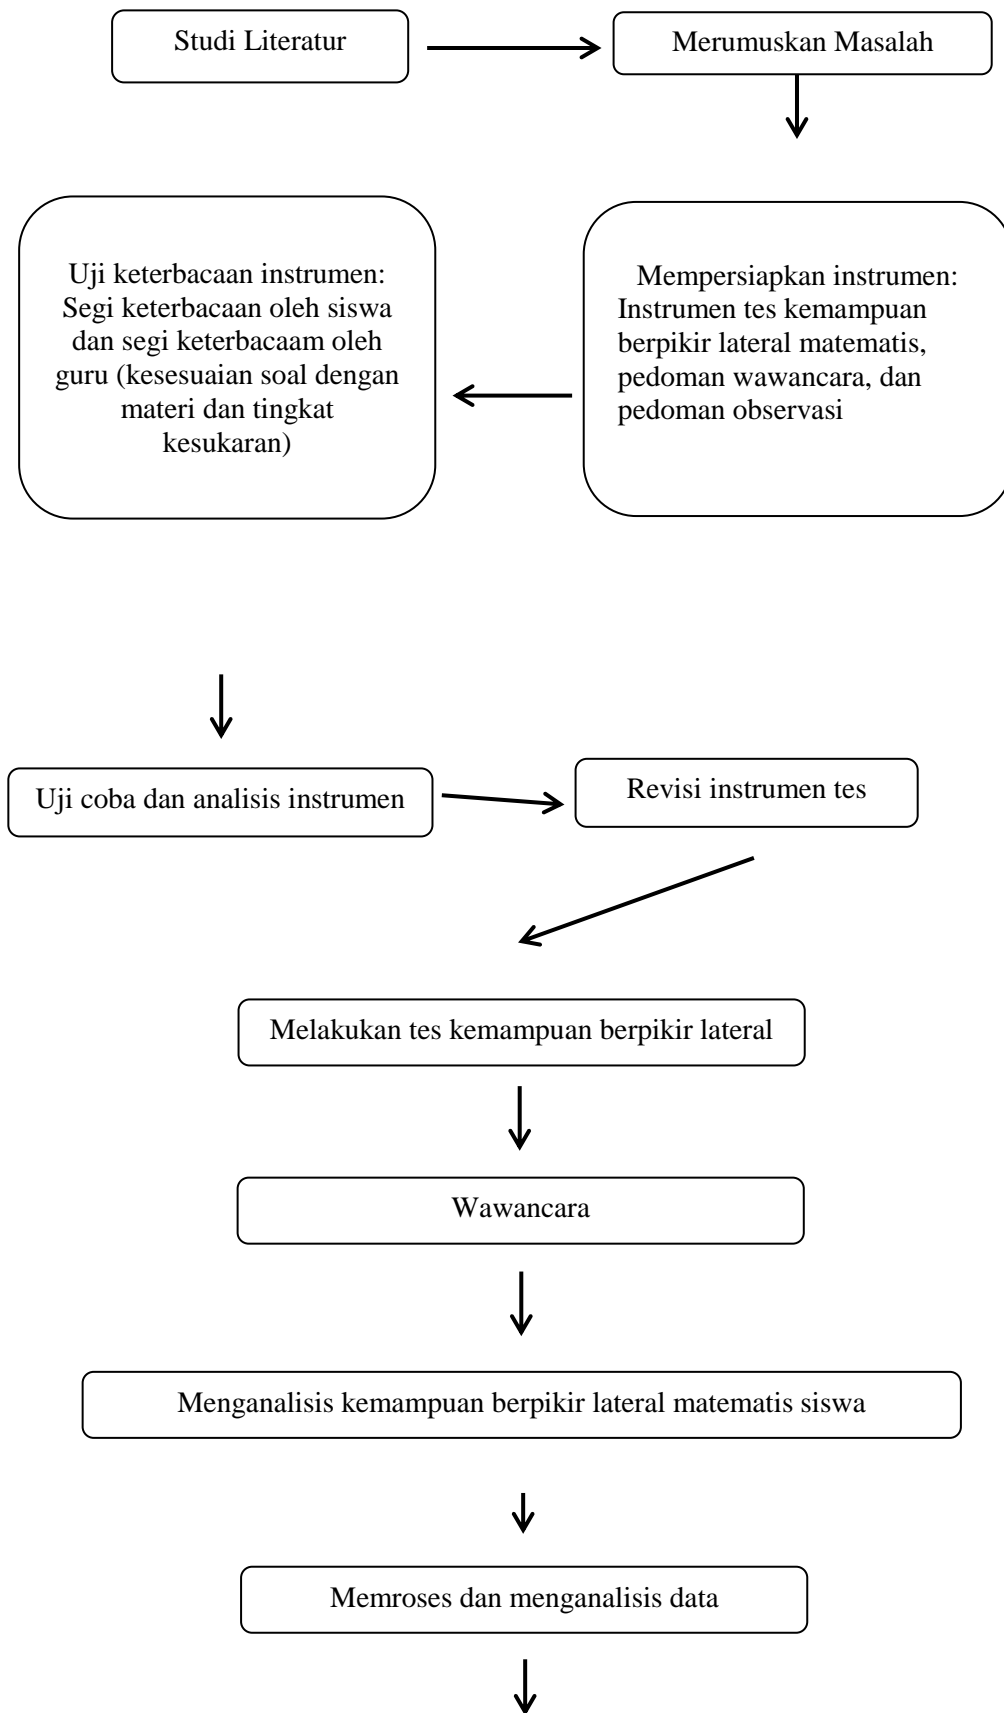 Studi Literatur
Merumuskan Masalah
Mempersiapkan instrumen:
Instrumen tes kemampuan
berpikir lateral matematis,
pedoman wawancara, dan
pedoman observasi
Uji keterbacaan instrumen:
Segi keterbacaan oleh siswa
dan segi keterbacaam oleh
guru (kesesuaian soal dengan
materi dan tingkat
kesukaran)
Uji coba dan analisis instrumen
Revisi instrumen tes
Melakukan tes kemampuan berpikir lateral
Wawancara
Menganalisis kemampuan berpikir lateral matematis siswa
Memroses dan menganalisis data